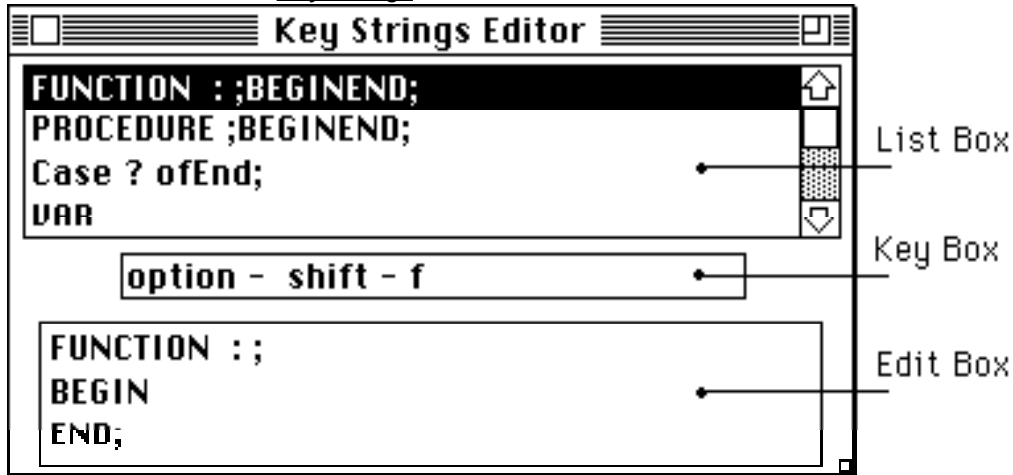 Key Strings Editor
FUNCTION : ;BEGINEND;
PROCEDURE ;BEGINEND;
Case ? ofEnd;
VAR
List Box
option - shift - f
Key Box
FUNCTION : ;
BEGIN
END;
Edit Box